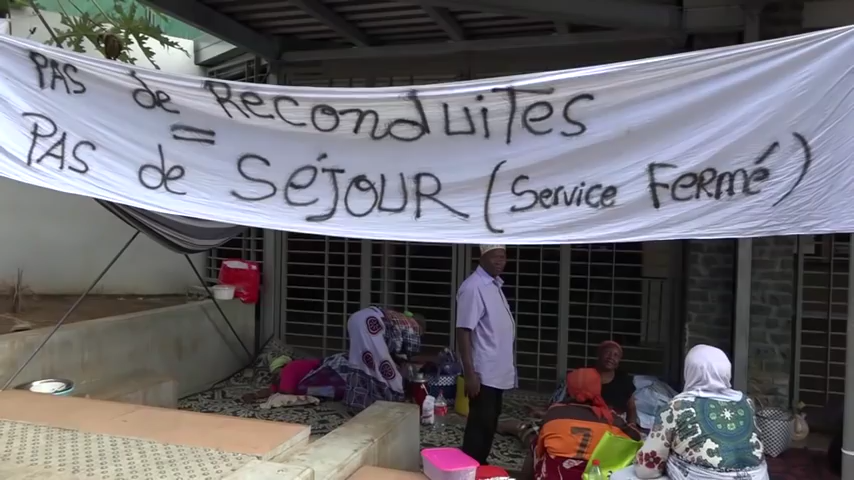 PAS de ReconduiTes
=
PAS de SÉJOUR (Service Fermé)